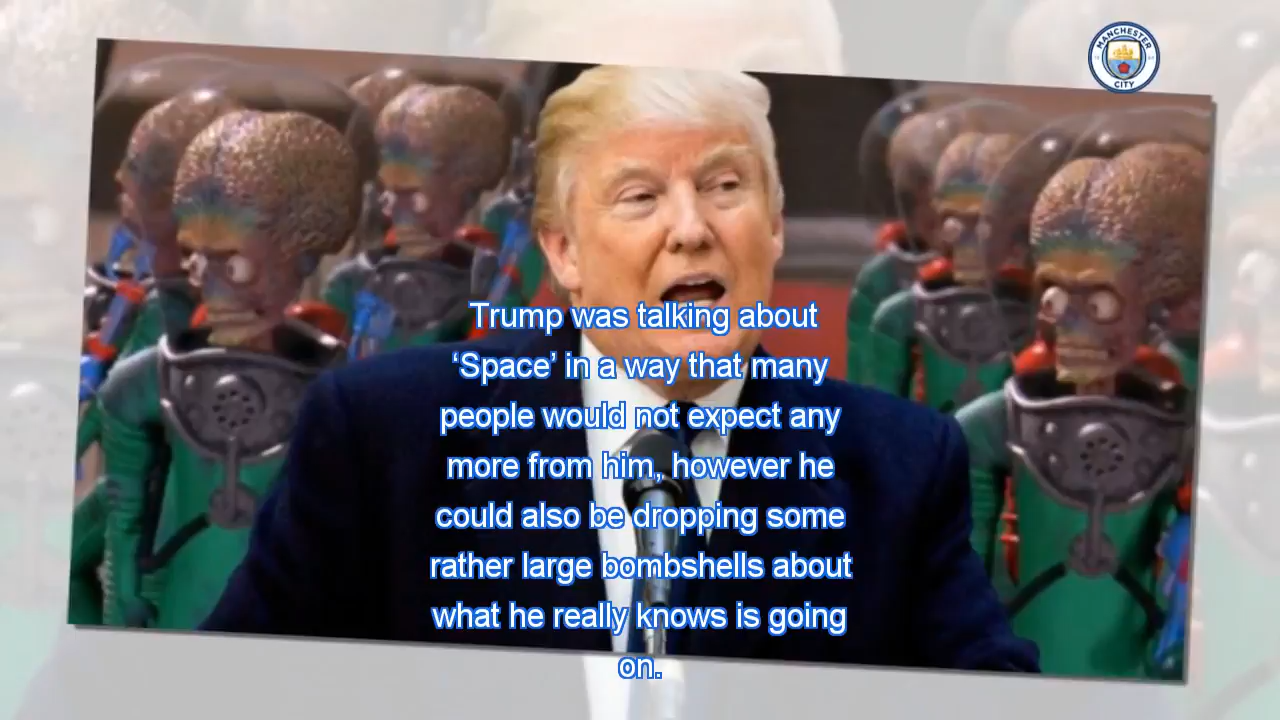 MANCHESTER
CITY
Trump was talking about
‘Space’ in a way that many
people would not expect any
more from him, however he
could also be dropping some
rather large bombshells about
what he really knows is going
on.